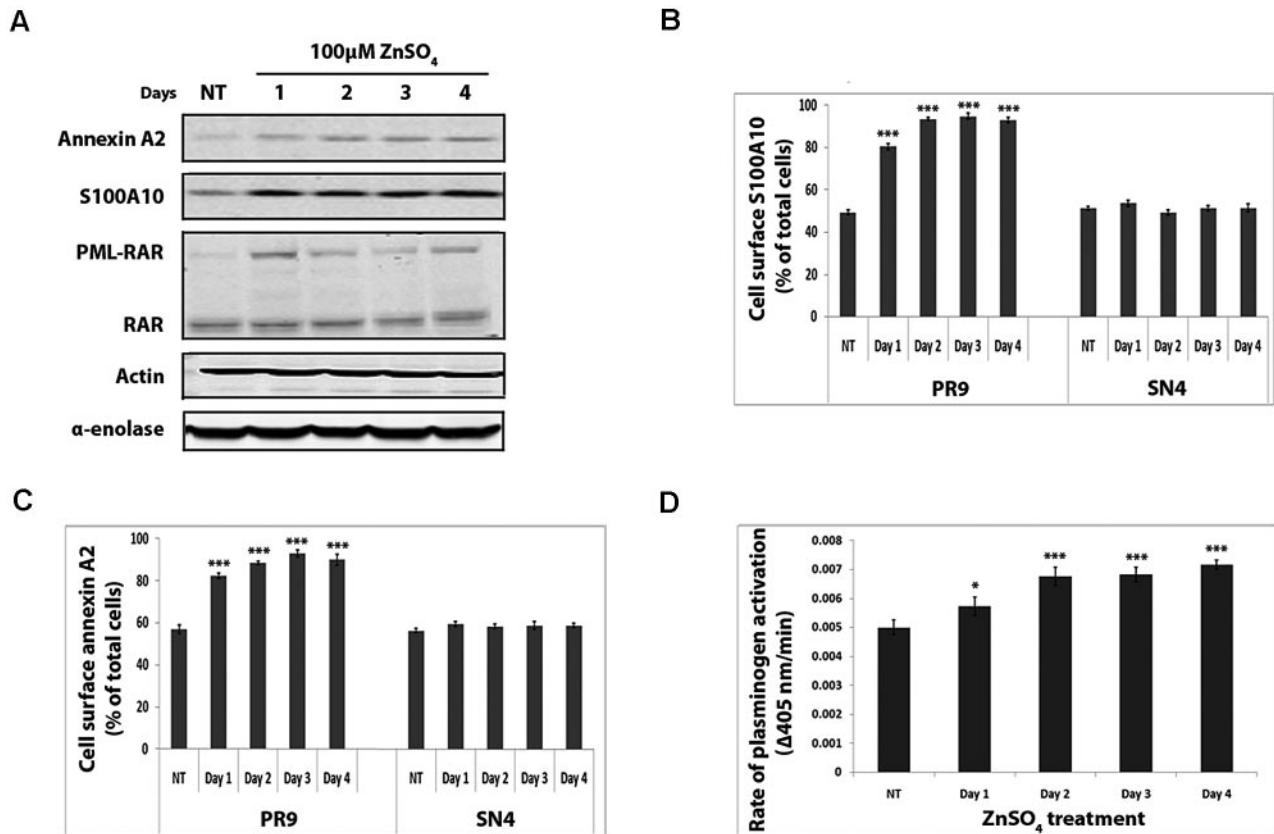 A
100μM ZnSO₄
Days NT 1 2 3 4
Annexin A2
S100A10
PML-RAR
RAR
Actin
α-enolase
B
Cell surface S100A10
(% of total cells)
100
80
60
40
20
0
*** *** *** ***
NT Day 1 Day 2 Day 3 Day 4 NT Day 1 Day 2 Day 3 Day 4
PR9 SN4
C
Cell surface annexin A2
(% of total cells)
100
80
60
40
20
0
*** *** *** ***
NT Day 1 Day 2 Day 3 Day 4 NT Day 1 Day 2 Day 3 Day 4
PR9 SN4
D
Rate of plasminogen activation
(Δ405 nm/min)
0.008
0.007
0.006
0.005
0.004
0.003
0.002
0.001
0
* *** *** ***
NT Day 1 Day 2 Day 3 Day 4
ZnSO₄ treatment